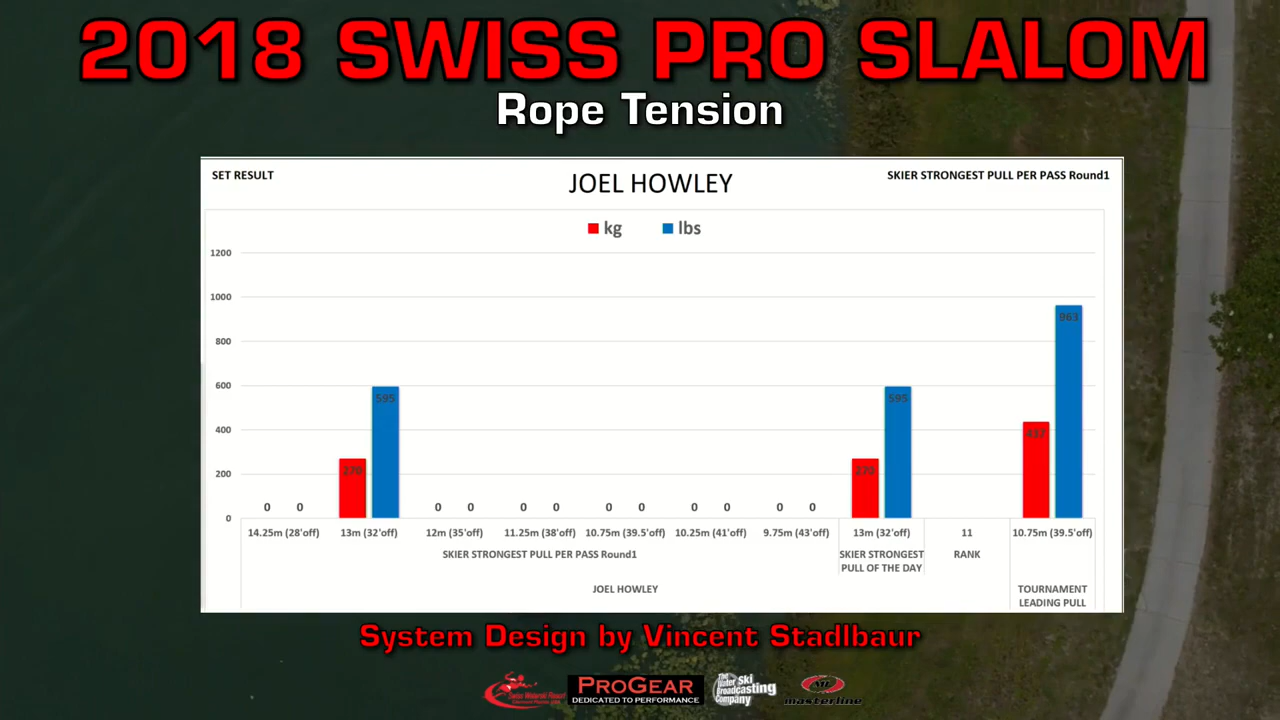 2018 SWISS PRO SLALOM
Rope Tension
SET RESULT
JOEL HOWLEY
SKIER STRONGEST PULL PER PASS Round1
kg lbs
1200
1000
800
600
400
200
0
963
595
595
437
270
270
0 0 0 0 0 0 0 0 0 0 0 0
14.25m (28'off) 13m (32'off) 12m (35'off) 11.25m (38'off) 10.75m (39.5'off) 10.25m (41'off) 9.75m (43'off) 13m (32'off) 11 10.75m (39.5'off)
SKIER STRONGEST PULL PER PASS Round1
SKIER STRONGEST
PULL OF THE DAY
RANK
JOEL HOWLEY
TOURNAMENT
LEADING PULL
System Design by Vincent Stadlbaur
Swiss Waterski Resort
PROGEAR
DEDICATED TO PERFORMANCE
The Water Ski
Broadcasting
Company
masterline